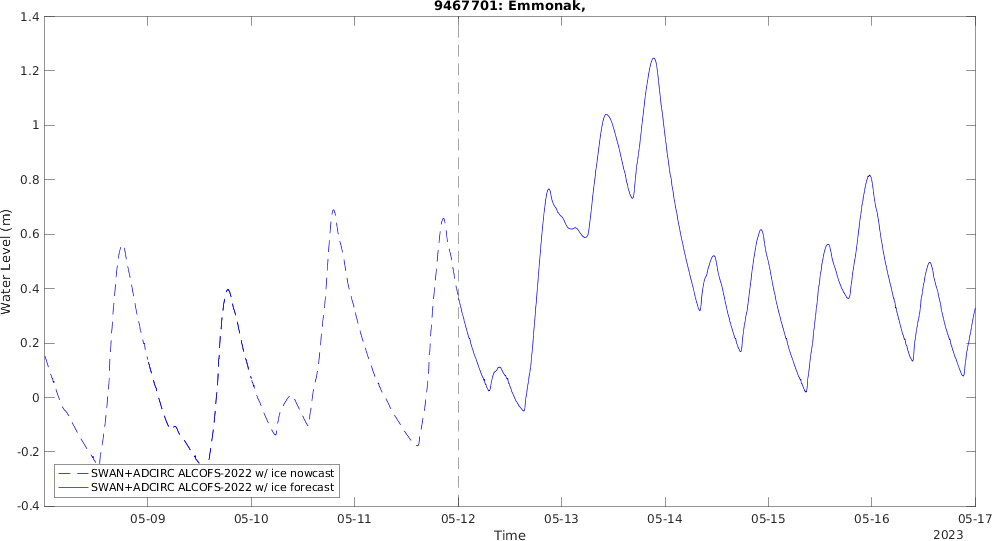 9467701: Emmonak,
1.4
1.2
1
0.8
0.6
0.4
0.2
0
-0.2
-0.4
Water Level (m)
SWAN+ADCIRC ALCOFS-2022 w/ ice nowcast
SWAN+ADCIRC ALCOFS-2022 w/ ice forecast
05-09 05-10 05-11 05-12 05-13 05-14 05-15 05-16 05-17
Time
2023